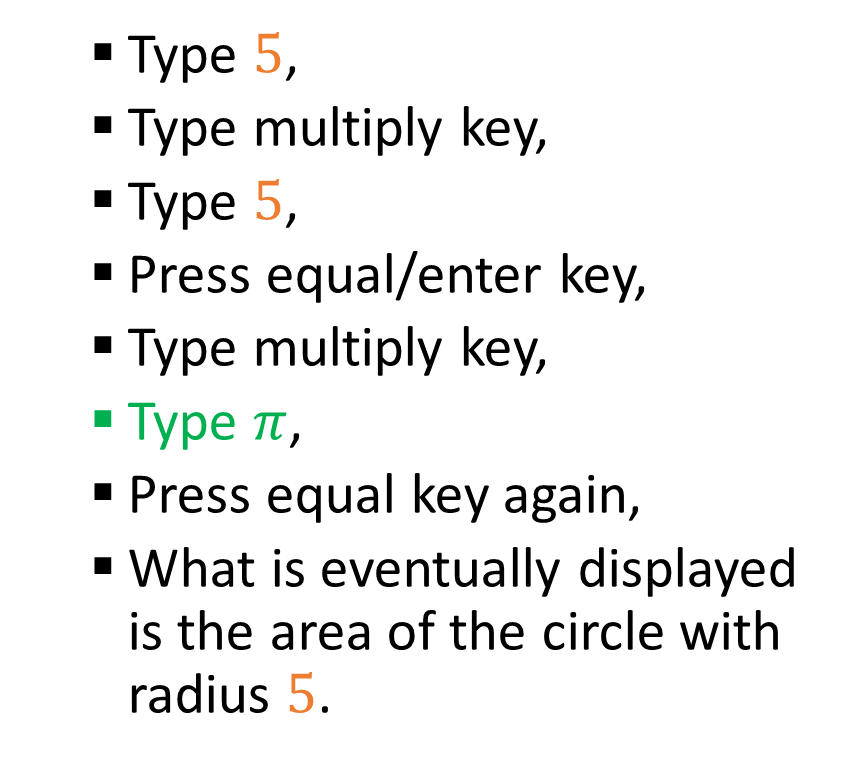 ▪ Type 5,
▪ Type multiply key,
▪ Type 5,
▪ Press equal/enter key,
▪ Type multiply key,
▪ Type π,
▪ Press equal key again,
▪ What is eventually displayed
is the area of the circle with
radius 5.